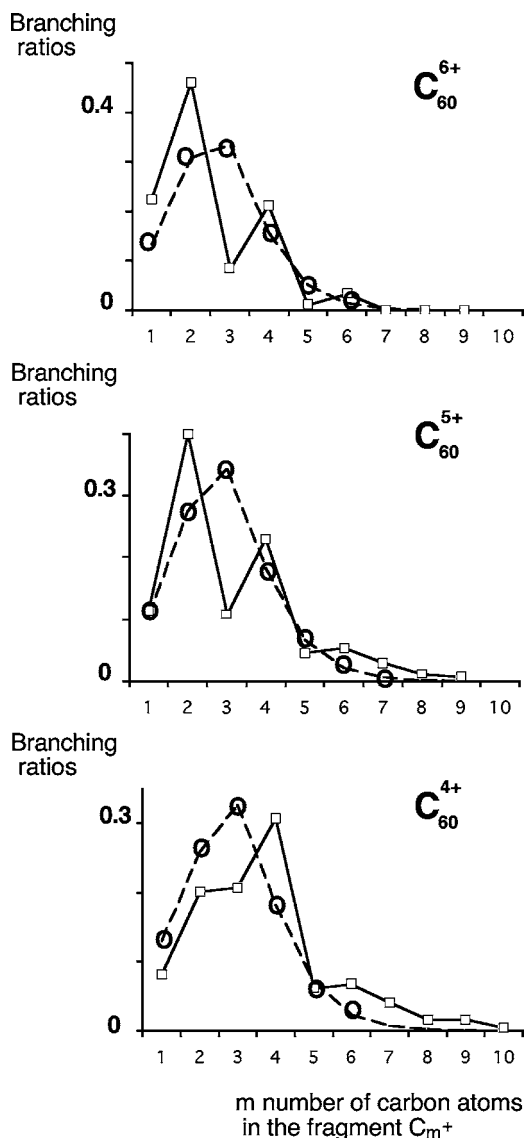 Branching
ratios
C60 6+
0.4
0
1 2 3 4 5 6 7 8 9 10
Branching
ratios
C60 5+
0.3
0
1 2 3 4 5 6 7 8 9 10
Branching
ratios
C60 4+
0.3
0
1 2 3 4 5 6 7 8 9 10
m number of carbon atoms
in the fragment Cm+